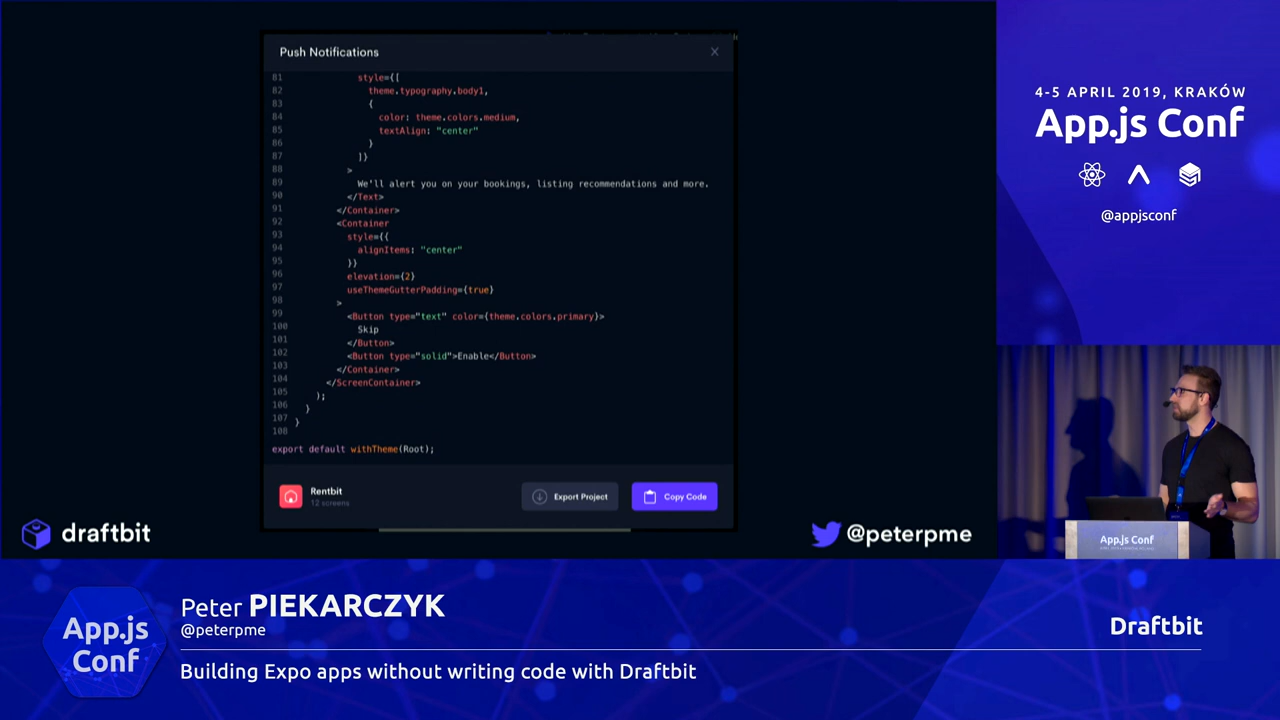 Push Notifications
81 style={[
82 theme.typography.body1,
83 {
84 color: theme.colors.medium,
85 textAlign: "center"
86 }
87 ]}
88 >
89 We'll alert you on your bookings, listing recommendations and more.
90 </Text>
91 </Container>
92 <Container
93 style={{
94 alignItems: "center"
95 }}
96 elevation={2}
97 useThemeGutterPadding={true}
98 >
99 <Button type="text" color={theme.colors.primary}>
100 Skip
101 </Button>
102 <Button type="solid">Enable</Button>
103 </Container>
104 </ScreenContainer>
105 );
106 }
107 }
108
export default withTheme(Root);
Rentbit
12 screens
Export Project
Copy Code
draftbit
@peterpme
4-5 APRIL 2019, KRAKÓW
App.js Conf
@appjsconf
App.js Conf
App.js
Conf
Peter PIEKARCZYK
@peterpme
Building Expo apps without writing code with Draftbit
Draftbit